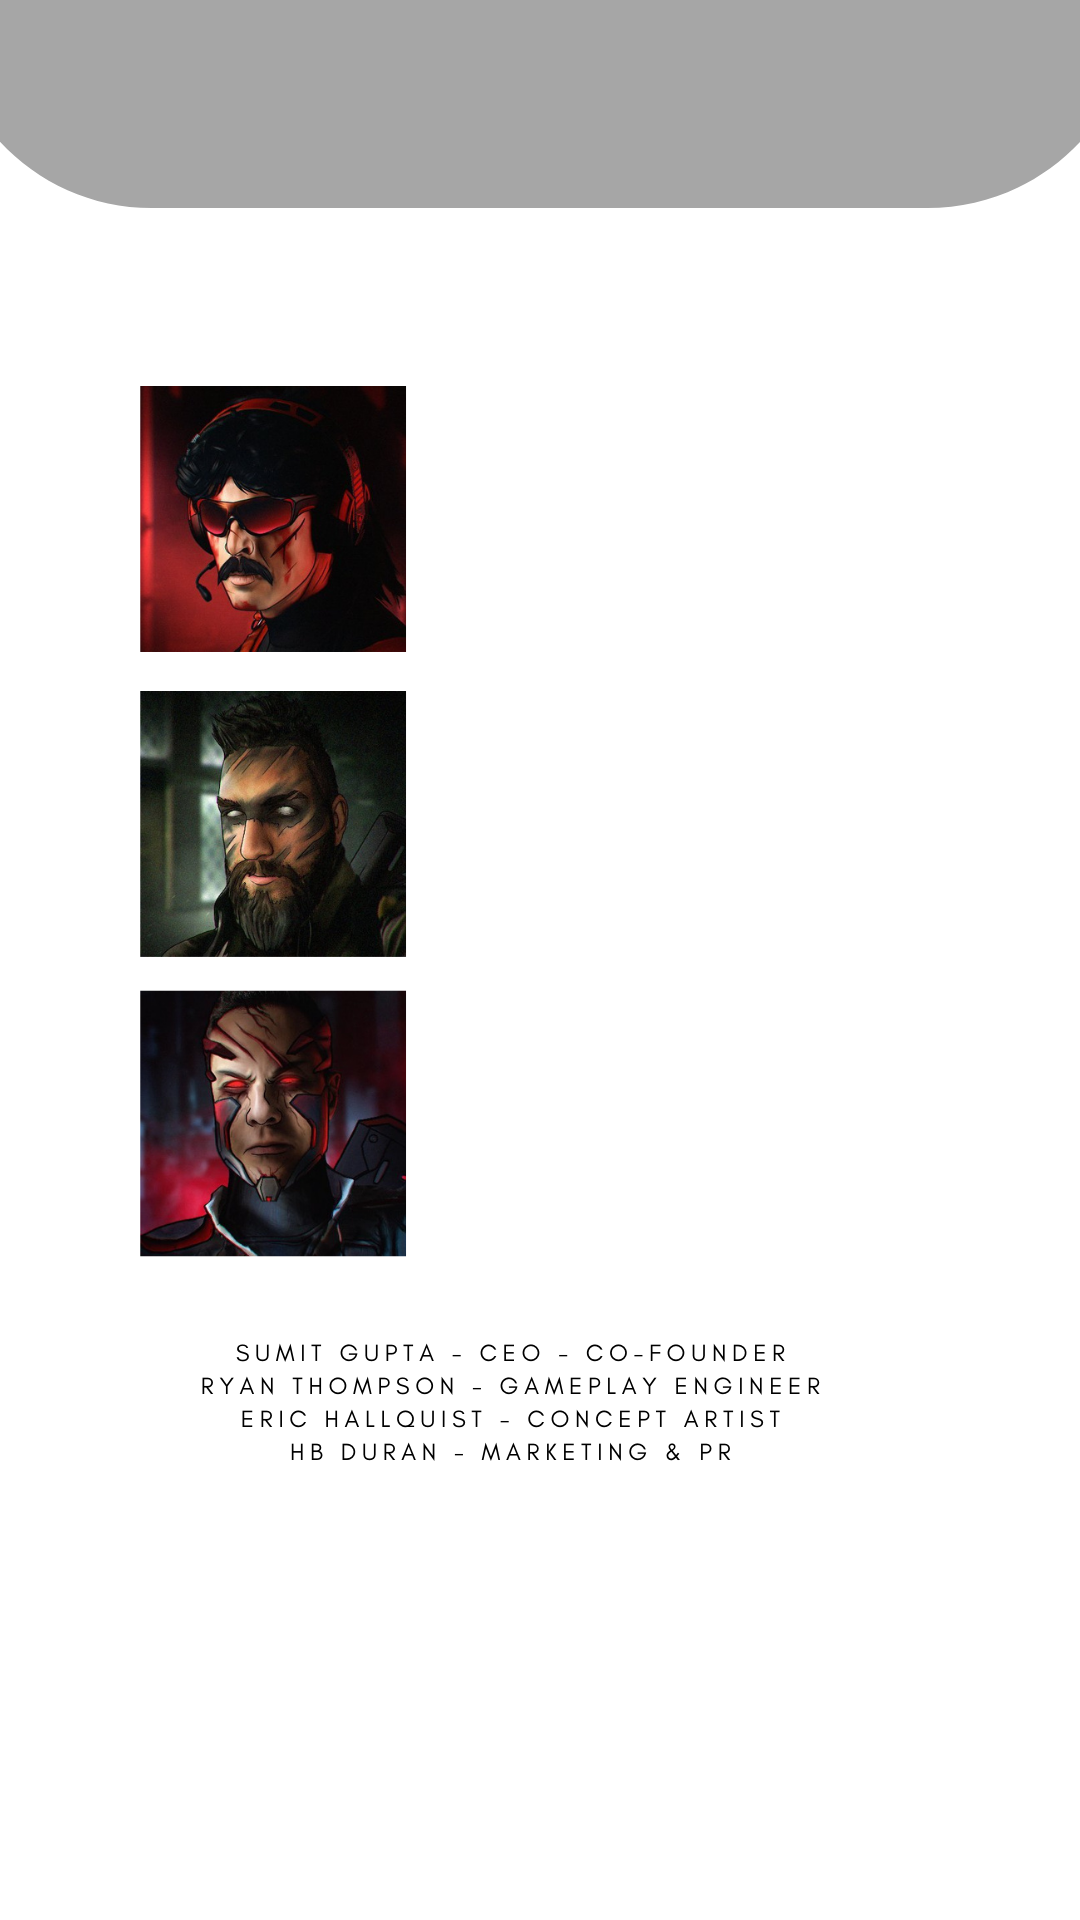 SUMIT GUPTA - CEO - CO-FOUNDER
RYAN THOMPSON - GAMEPLAY ENGINEER
ERIC HALLQUIST - CONCEPT ARTIST
HB DURAN - MARKETING & PR